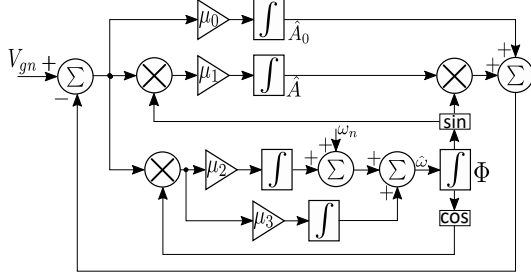 μ₀ ∫ Â₀
V_gn + Σ − × μ₁ ∫ Â × + + Σ
sin
ω_n
× μ₂ ∫ + + Σ + + Σ ω̂ ∫ Φ
μ₃ ∫
cos